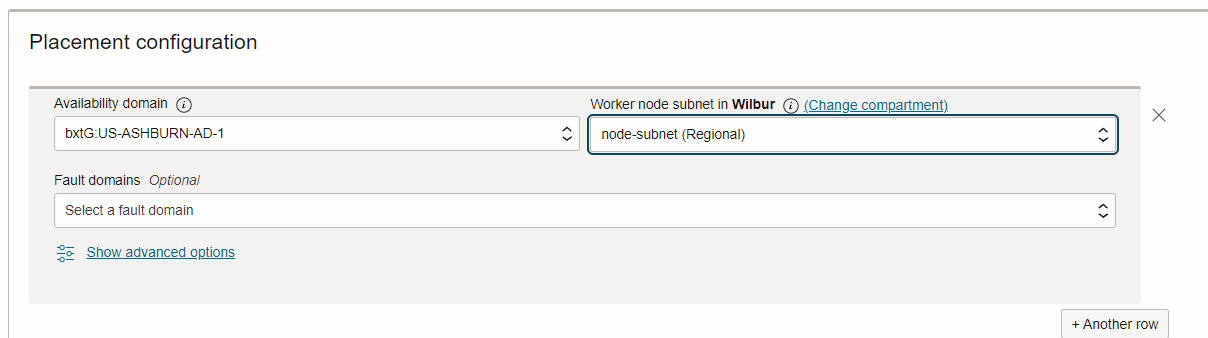 Placement configuration
Availability domain
Worker node subnet in Wilbur (Change compartment)
bxtG:US-ASHBURN-AD-1
node-subnet (Regional)
Fault domains Optional
Select a fault domain
Show advanced options
+ Another row